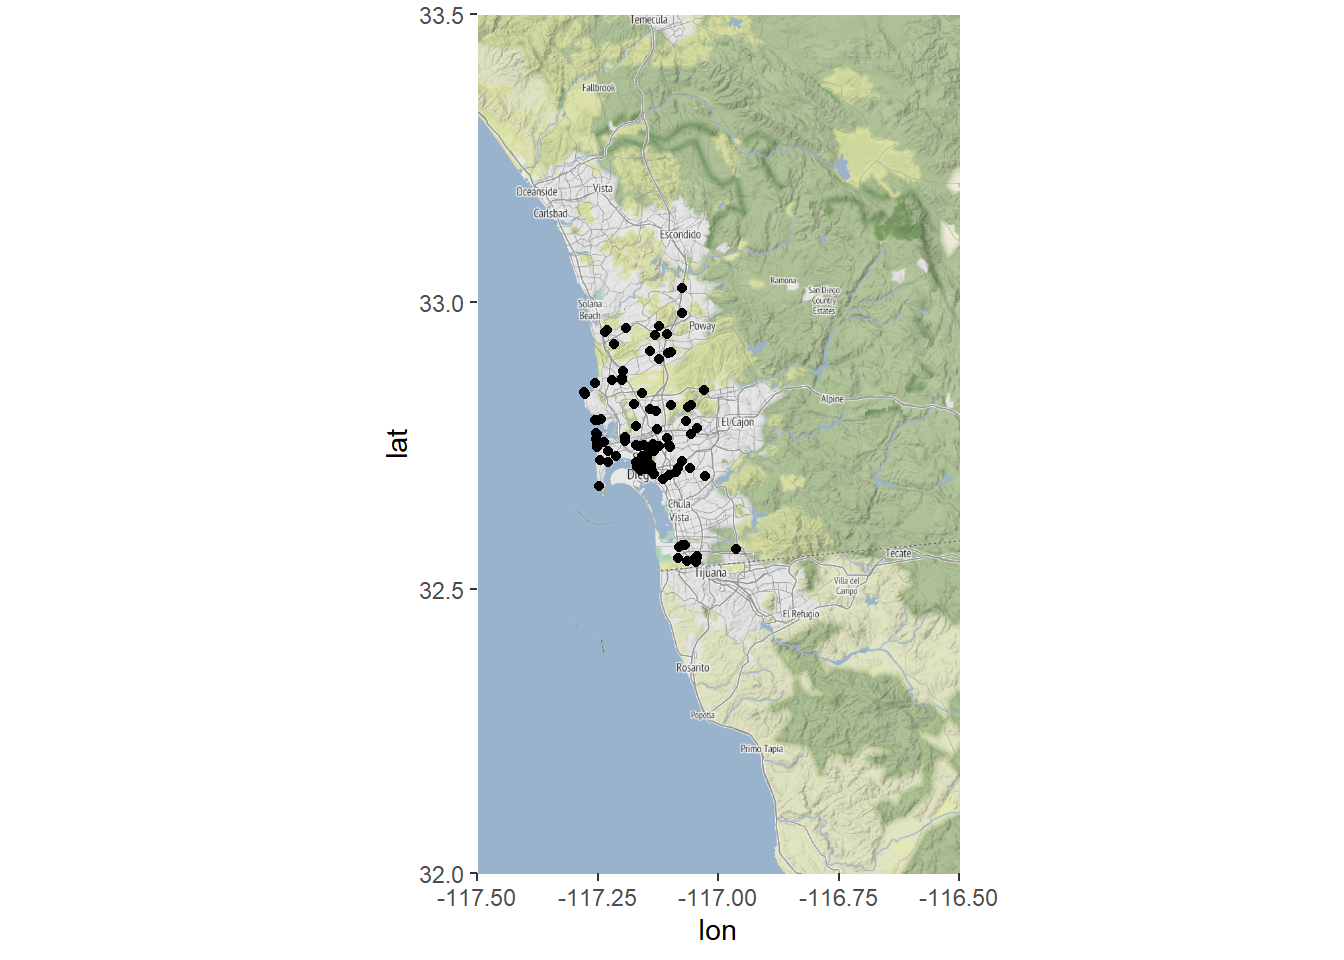 33.5
Temecula
Fallbrook
Oceanside
Vista
Carlsbad
Escondido
Ramona
San Diego
Country
Estates
33.0
Solana
Beach
Poway
lat
Alpine
El Cajon
Dieg
Chula
Vista
Tecate
Tijuana
32.5
Villa del
Campo
El Refugio
Rosarito
Popotla
Primo Tapia
32.0
-117.50
-117.25
-117.00
-116.75
-116.50
lon